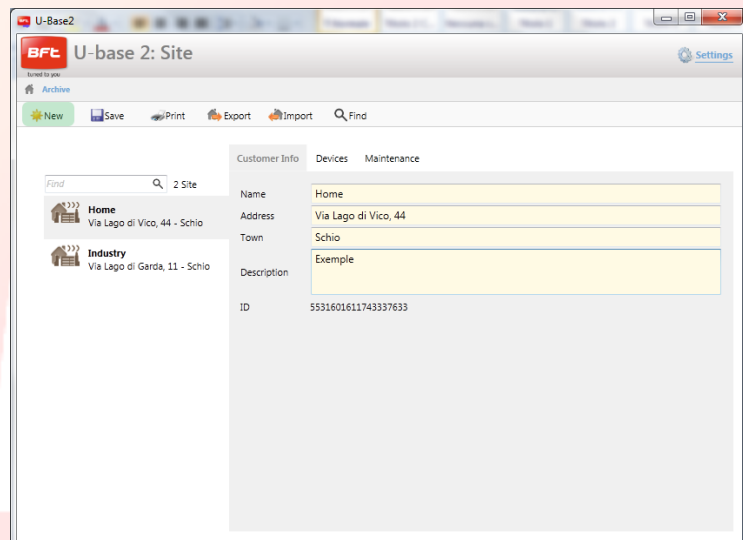 U-Base2
BFt
U-base 2: Site
Settings
tuned to you
Archive
New Save Print Export Import Find
Customer Info Devices Maintenance
Find 2 Site
Home
Via Lago di Vico, 44 - Schio
Industry
Via Lago di Garda, 11 - Schio
Name Home
Address Via Lago di Vico, 44
Town Schio
Description Exemple
ID 5531601611743337633